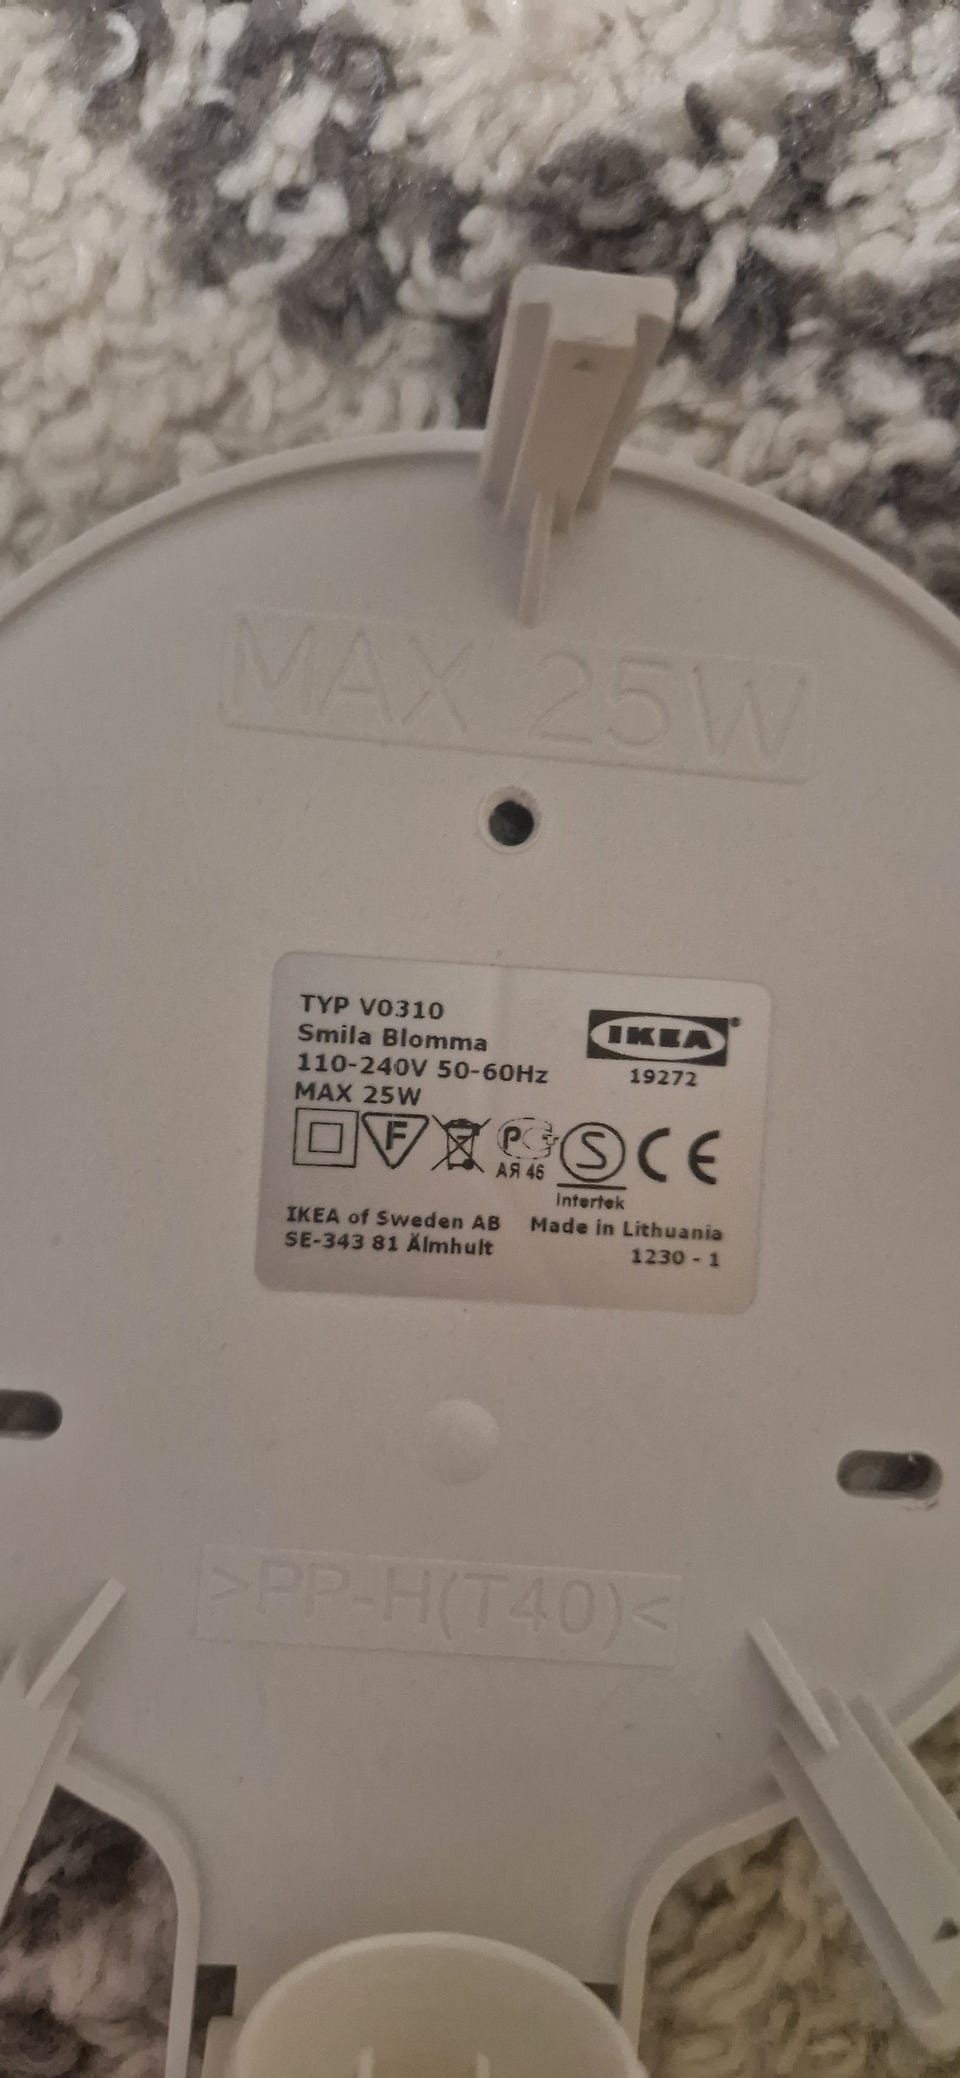 MAX 25W
TYP V0310
Smila Blomma
110-240V 50-60Hz
MAX 25W
IKEA®
19272
F
PC
АЯ 46
S
Intertek
CE
IKEA of Sweden AB
SE-343 81 Älmhult
Made in Lithuania
1230 - 1
>PP-H(T40)<